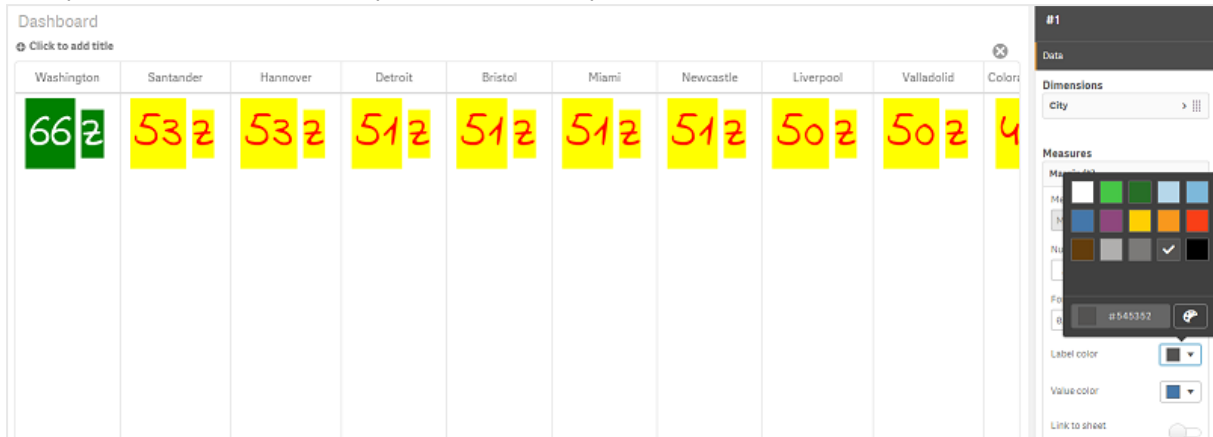 Dashboard
Click to add title
Washington Santander Hannover Detroit Bristol Miami Newcastle Liverpool Valladolid
66 z 53 z 53 z 51 z 51 z 51 z 51 z 50 z 50 z 4
#1
Data
Dimensions
City
Measures
#545352
Label color
Value color
Link to sheet